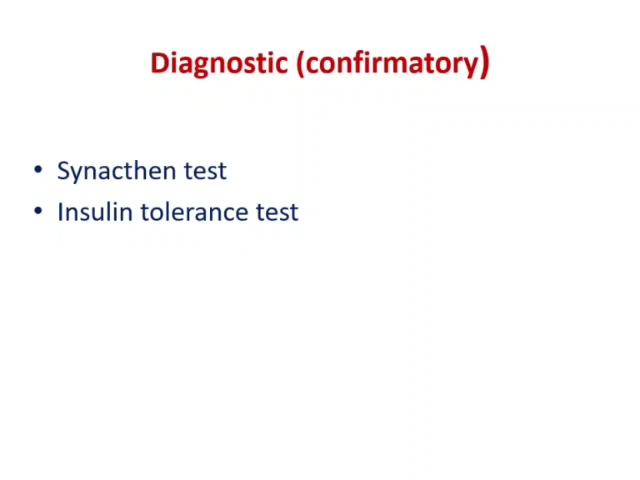 Diagnostic (confirmatory)
• Synacthen test
• Insulin tolerance test